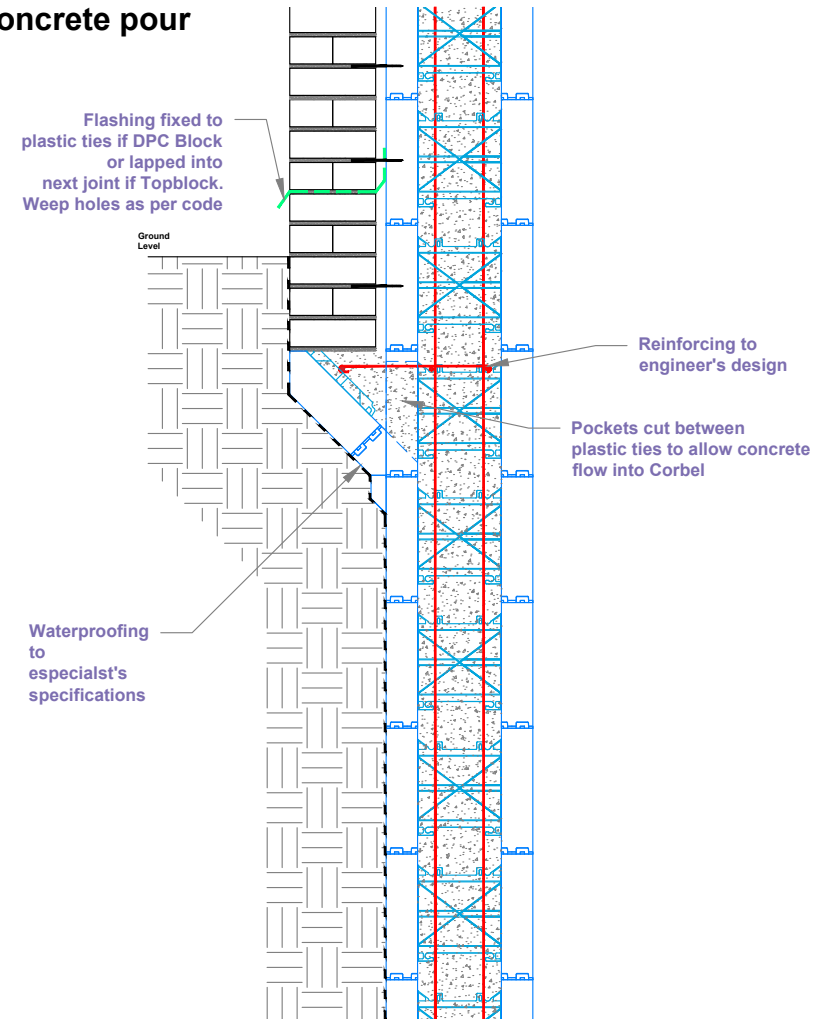 oncrete pour
Flashing fixed to
plastic ties if DPC Block
or lapped into
next joint if Topblock.
Weep holes as per code
Ground
Level
Reinforcing to
engineer's design
Pockets cut between
plastic ties to allow concrete
flow into Corbel
Waterproofing
to
especialst's
specifications